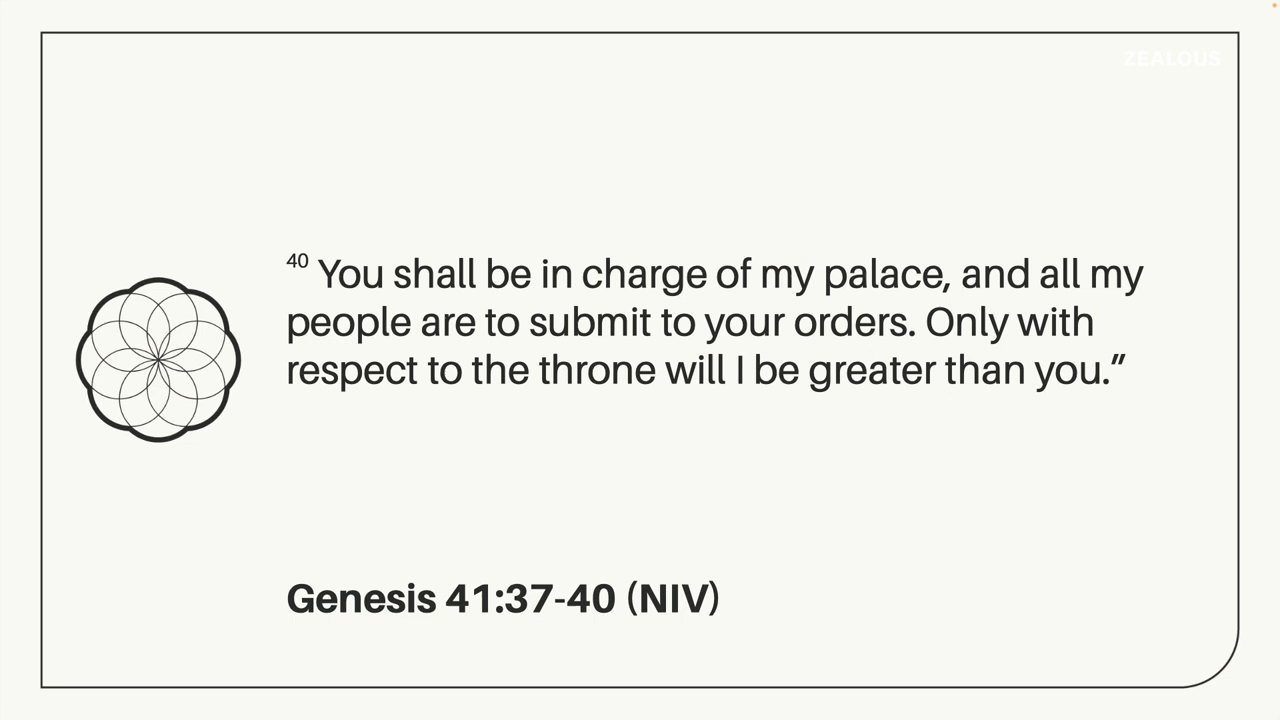 ZEALOUS
40 You shall be in charge of my palace, and all my
people are to submit to your orders. Only with
respect to the throne will I be greater than you.”
Genesis 41:37-40 (NIV)